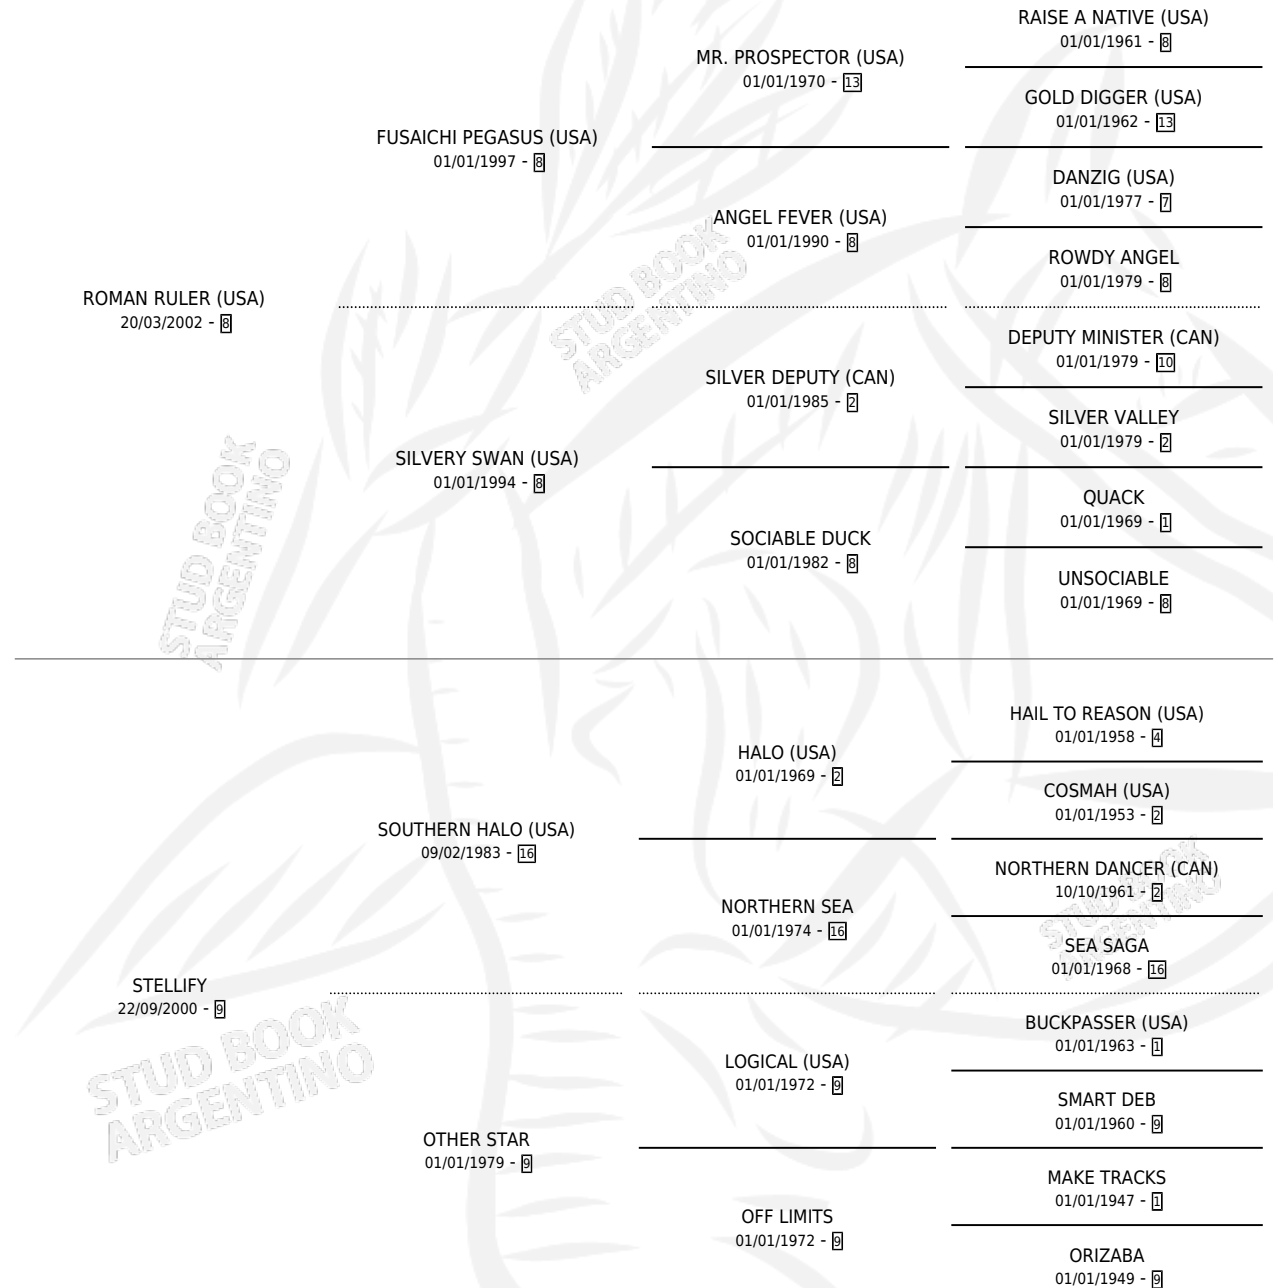 RAISE A NATIVE (USA)
01/01/1961 - 8
MR. PROSPECTOR (USA)
01/01/1970 - 13
GOLD DIGGER (USA)
01/01/1962 - 13
FUSAICHI PEGASUS (USA)
01/01/1997 - 8
DANZIG (USA)
01/01/1977 - 7
ANGEL FEVER (USA)
01/01/1990 - 8
ROWDY ANGEL
01/01/1979 - 8
ROMAN RULER (USA)
20/03/2002 - 8
STUD BOOK
ARGENTINO
DEPUTY MINISTER (CAN)
01/01/1979 - 10
SILVER DEPUTY (CAN)
01/01/1985 - 2
SILVER VALLEY
01/01/1979 - 2
SILVERY SWAN (USA)
01/01/1994 - 8
QUACK
01/01/1969 - 1
SOCIABLE DUCK
01/01/1982 - 8
UNSOCIABLE
01/01/1969 - 8
STUD BOOK
ARGENTINO
HAIL TO REASON (USA)
01/01/1958 - 4
HALO (USA)
01/01/1969 - 2
COSMAH (USA)
01/01/1953 - 2
SOUTHERN HALO (USA)
09/02/1983 - 16
NORTHERN DANCER (CAN)
10/10/1961 - 2
NORTHERN SEA
01/01/1974 - 16
SEA SAGA
01/01/1968 - 16
STUD BOOK
ARGENTINO
STELLIFY
22/09/2000 - 9
STUD BOOK
ARGENTINO
BUCKPASSER (USA)
01/01/1963 - 1
LOGICAL (USA)
01/01/1972 - 9
SMART DEB
01/01/1960 - 9
OTHER STAR
01/01/1979 - 9
MAKE TRACKS
01/01/1947 - 1
OFF LIMITS
01/01/1972 - 9
ORIZABA
01/01/1949 - 9